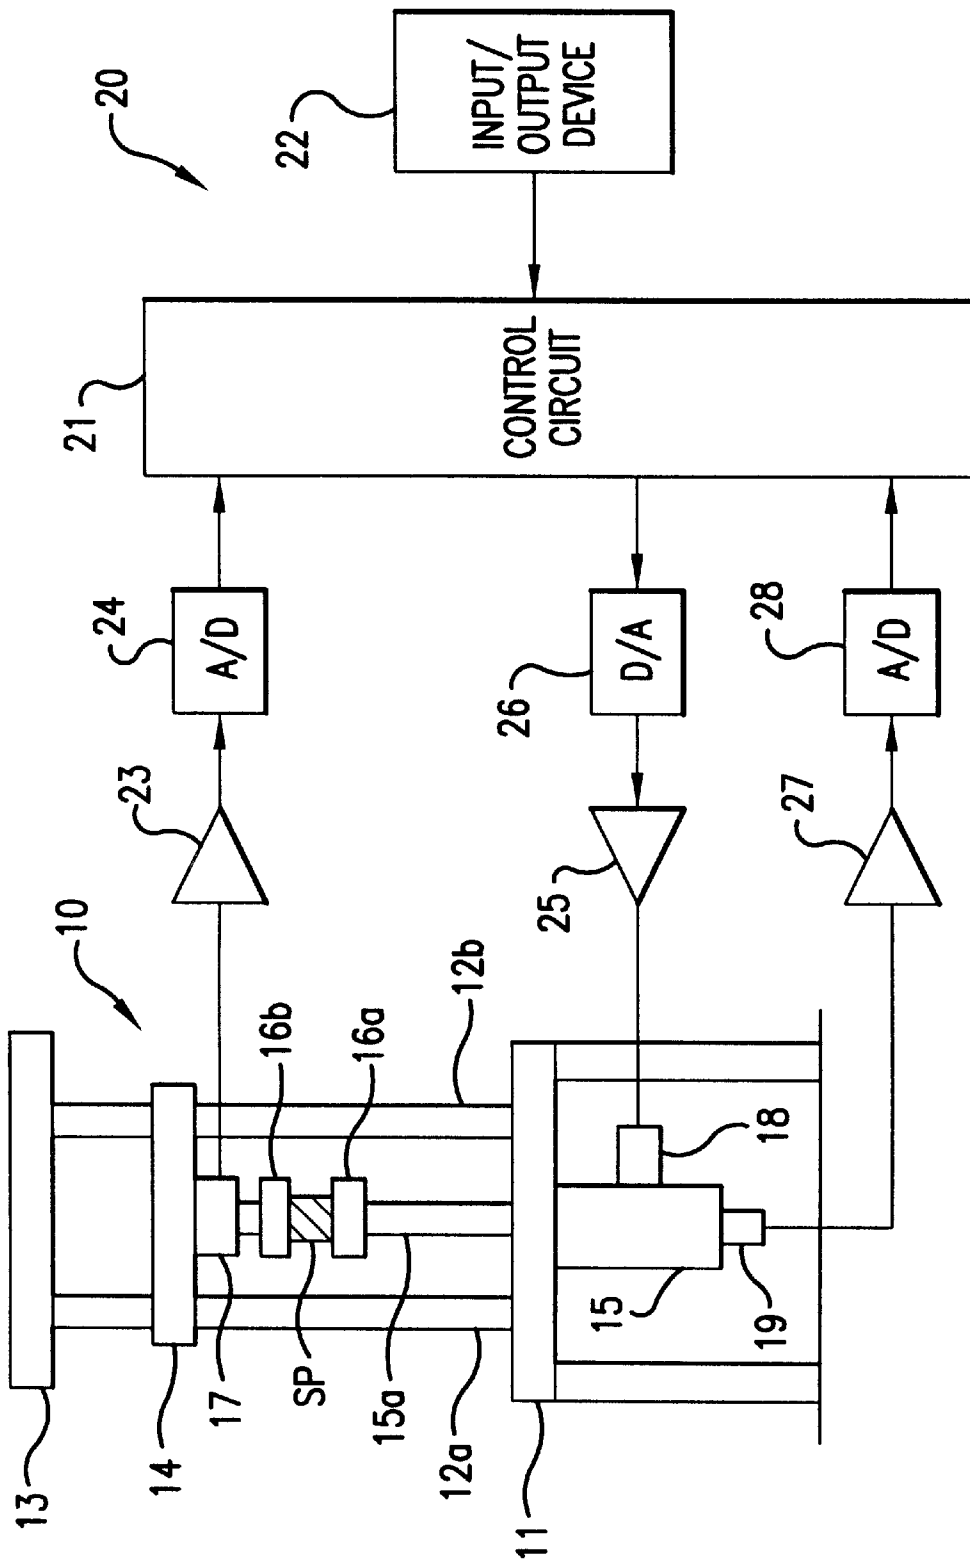 13
14
17
SP
15a
12a
11
10
16b
16a
12b
15
18
19
23
24
A/D
25
26
D/A
27
28
A/D
21
CONTROL
CIRCUIT
20
22
INPUT/
OUTPUT
DEVICE